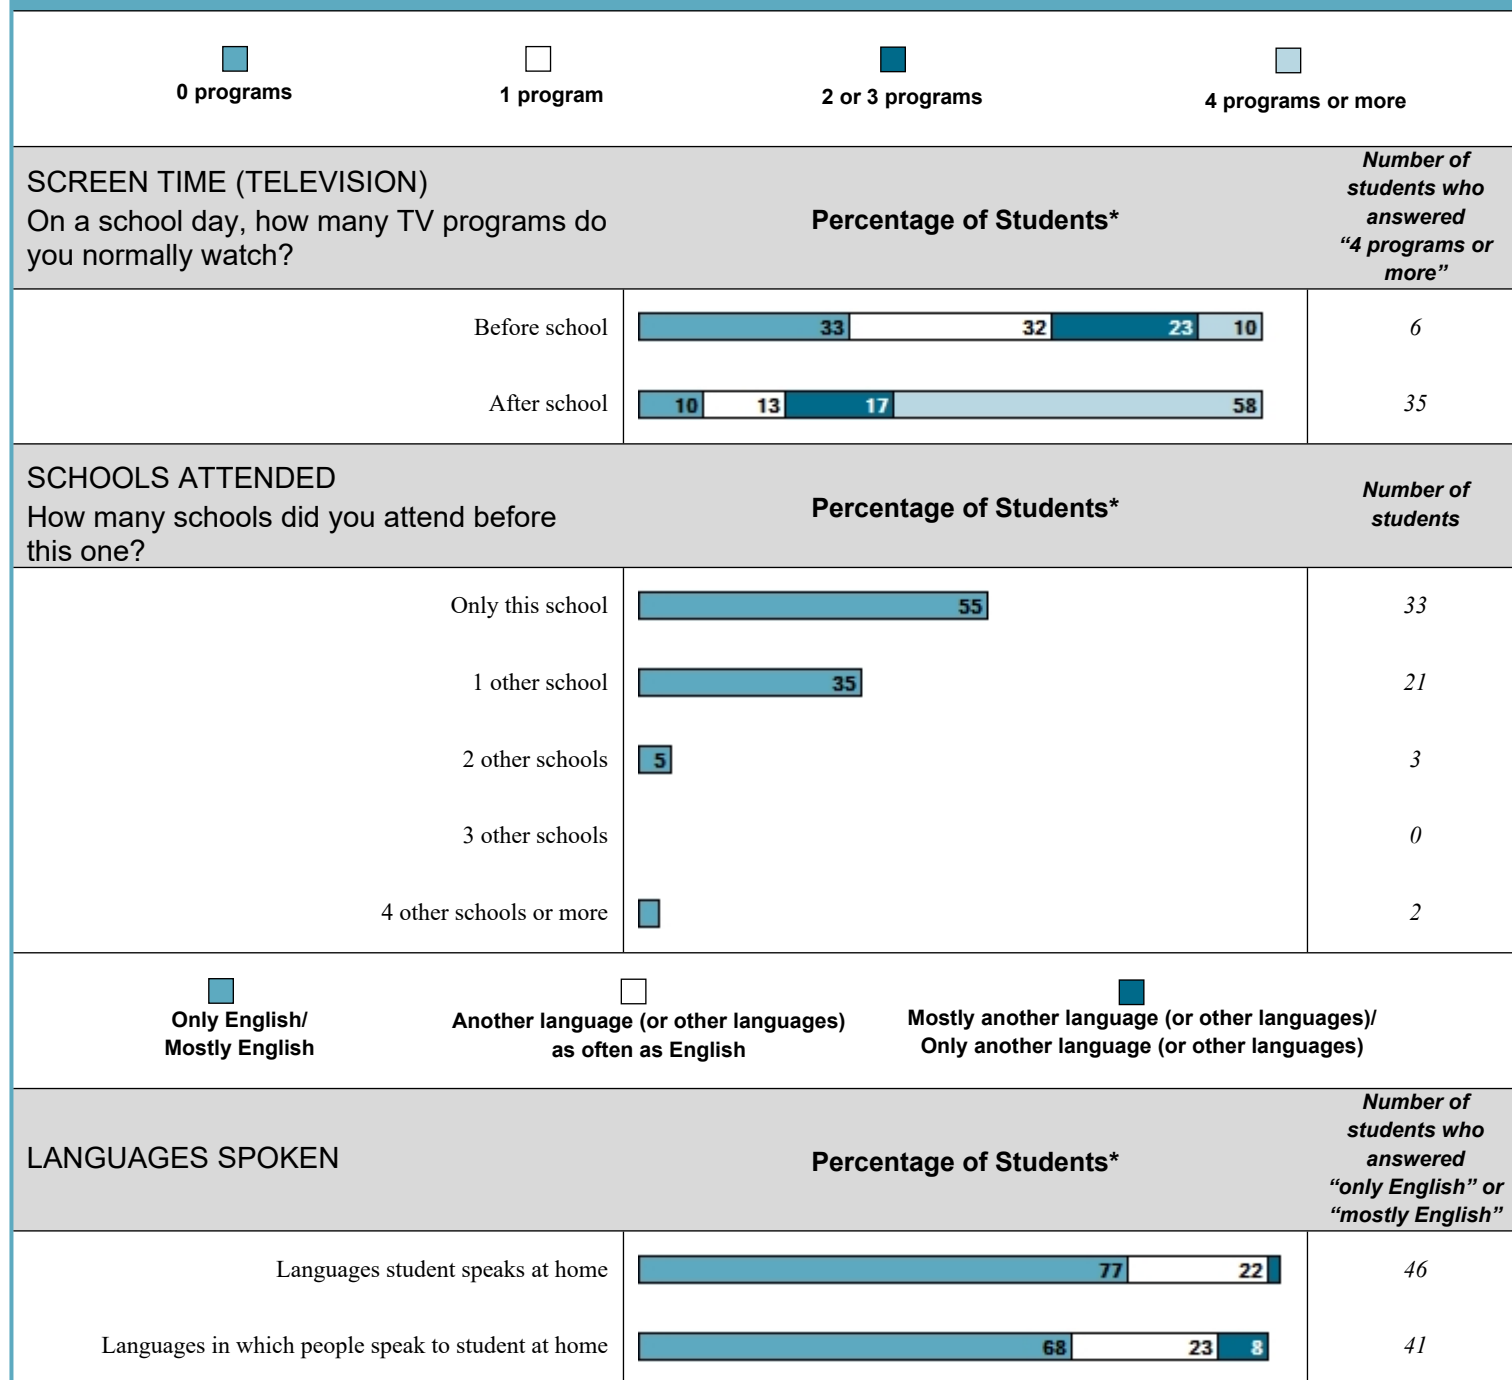 0 programs
1 program
2 or 3 programs
4 programs or more
SCREEN TIME (TELEVISION)
On a school day, how many TV programs do
you normally watch?
Percentage of Students*
Number of
students who
answered
“4 programs or
more”
Before school
33 32 23 10
6
After school
10 13 17 58
35
SCHOOLS ATTENDED
How many schools did you attend before
this one?
Percentage of Students*
Number of
students
Only this school
55
33
1 other school
35
21
2 other schools
5
3
3 other schools
0
4 other schools or more
2
Only English/
Mostly English
Another language (or other languages)
as often as English
Mostly another language (or other languages)/
Only another language (or other languages)
LANGUAGES SPOKEN
Percentage of Students*
Number of
students who
answered
“only English” or
“mostly English”
Languages student speaks at home
77 22
46
Languages in which people speak to student at home
68 23 8
41